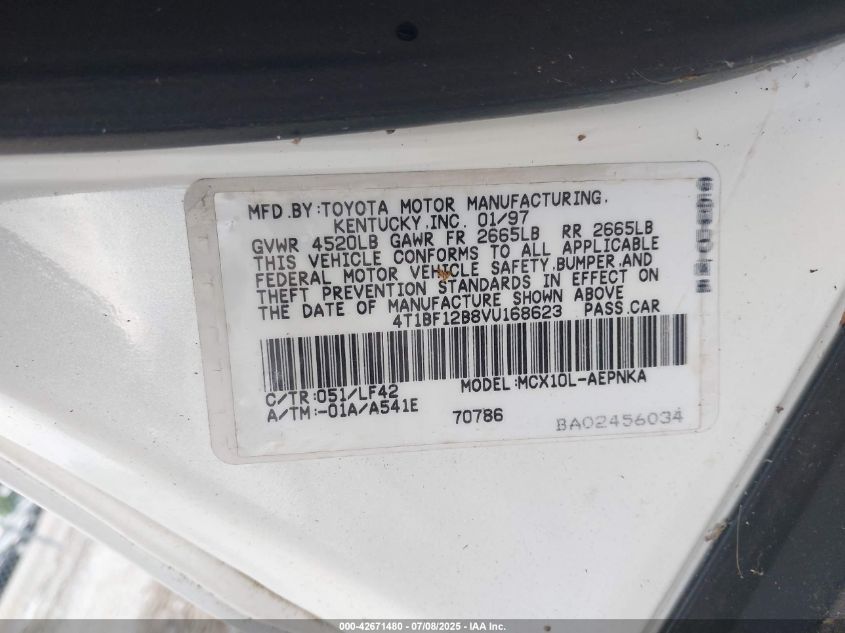 MFD.BY:TOYOTA MOTOR MANUFACTURING,
KENTUCKY,INC. 01/97
GVWR 4520LB GAWR FR 2665LB RR 2665LB
THIS VEHICLE CONFORMS TO ALL APPLICABLE
FEDERAL MOTOR VEHICLE SAFETY,BUMPER,AND
THEFT PREVENTION STANDARDS IN EFFECT ON
THE DATE OF MANUFACTURE SHOWN ABOVE
4T1BF12B8VU168623 PASS.CAR
C/TR:051/LF42 MODEL:MCX10L-AEPNKA
A/TM:-01A/A541E 70786 BA02456034
000-42671480 - 07/08/2025 - IAA Inc.